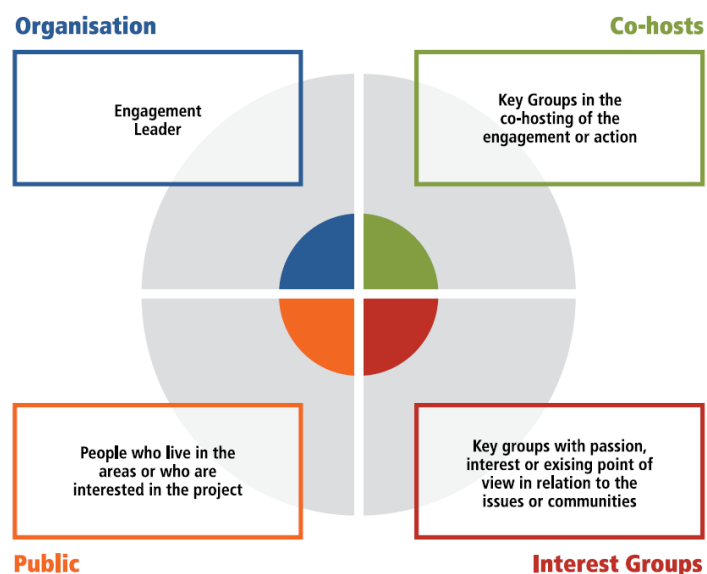 Organisation
Co-hosts
Engagement
Leader
Key Groups in the
co-hosting of the
engagement or action
People who live in the
areas or who are
interested in the project
Key groups with passion,
interest or exising point of
view in relation to the
issues or communities
Public
Interest Groups